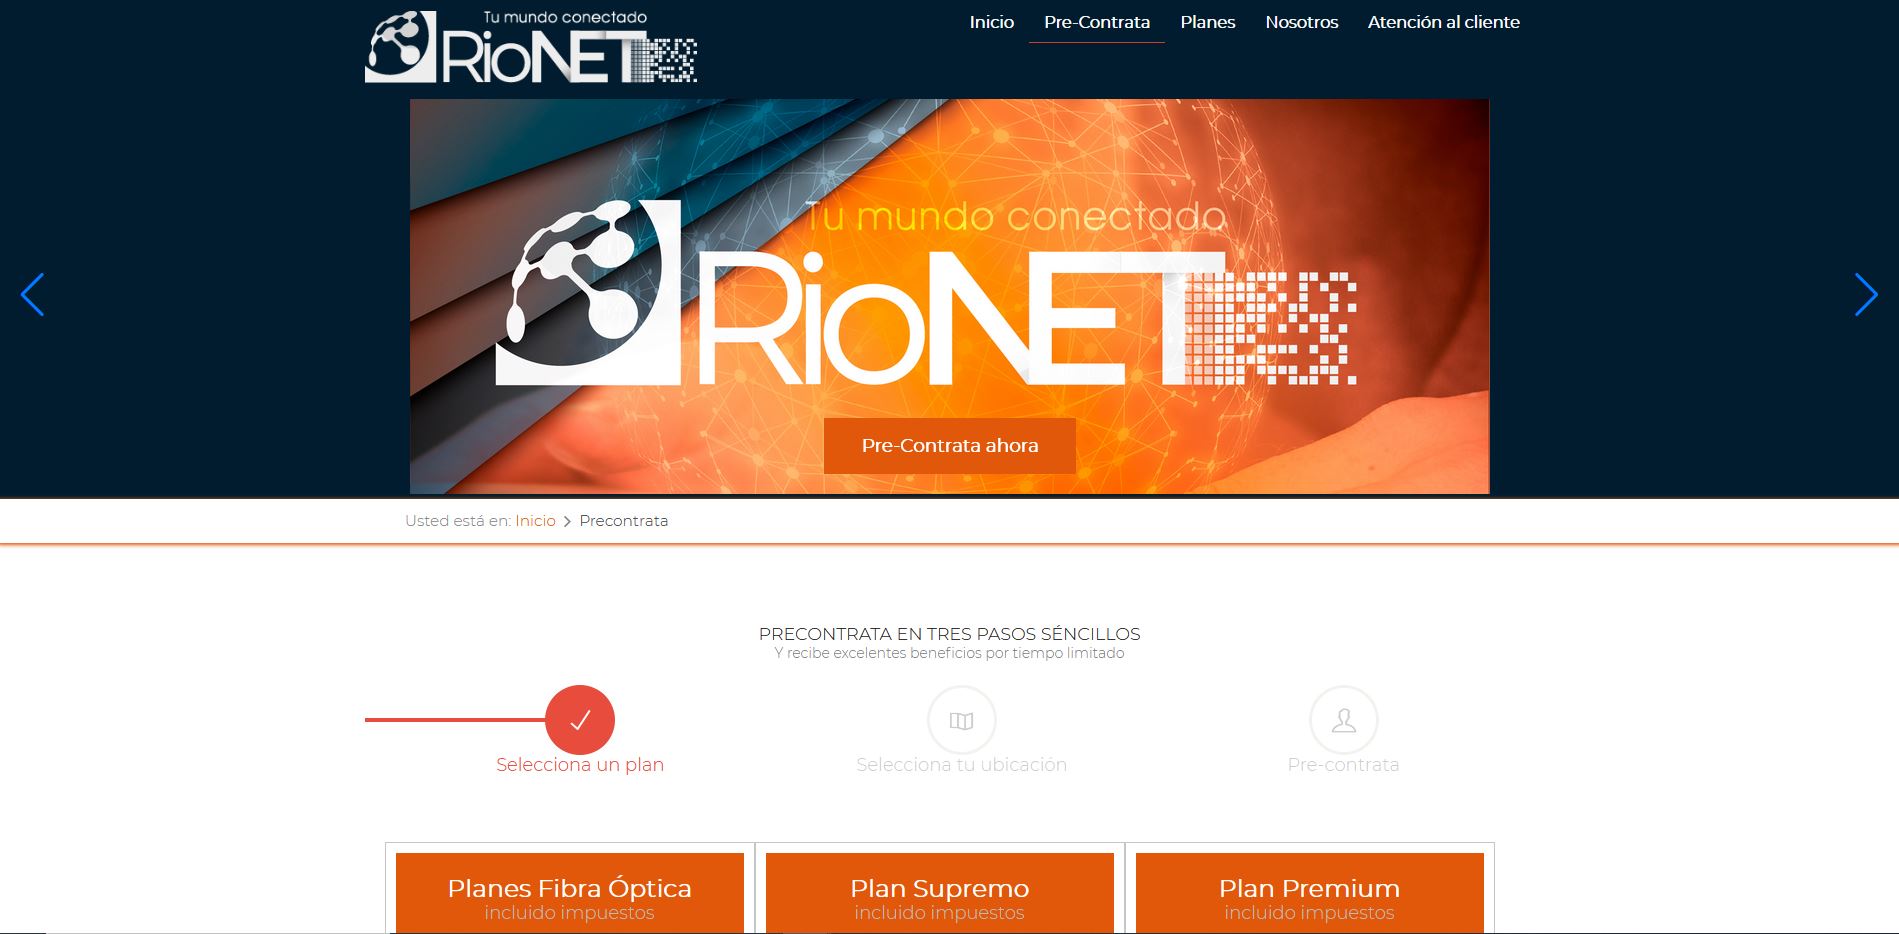 Tu mundo conectado
RioNET
Inicio
Pre-Contrata
Planes
Nosotros
Atención al cliente
Tu mundo conectado
RioNET
Pre-Contrata ahora
Usted está en: Inicio > Precontrata
PRECONTRATA EN TRES PASOS SÉNCILLOS
Y recibe excelentes beneficios por tiempo limitado
Selecciona un plan
Selecciona tu ubicación
Pre-contrata
Planes Fibra Óptica
incluido impuestos
Plan Supremo
incluido impuestos
Plan Premium
incluido impuestos